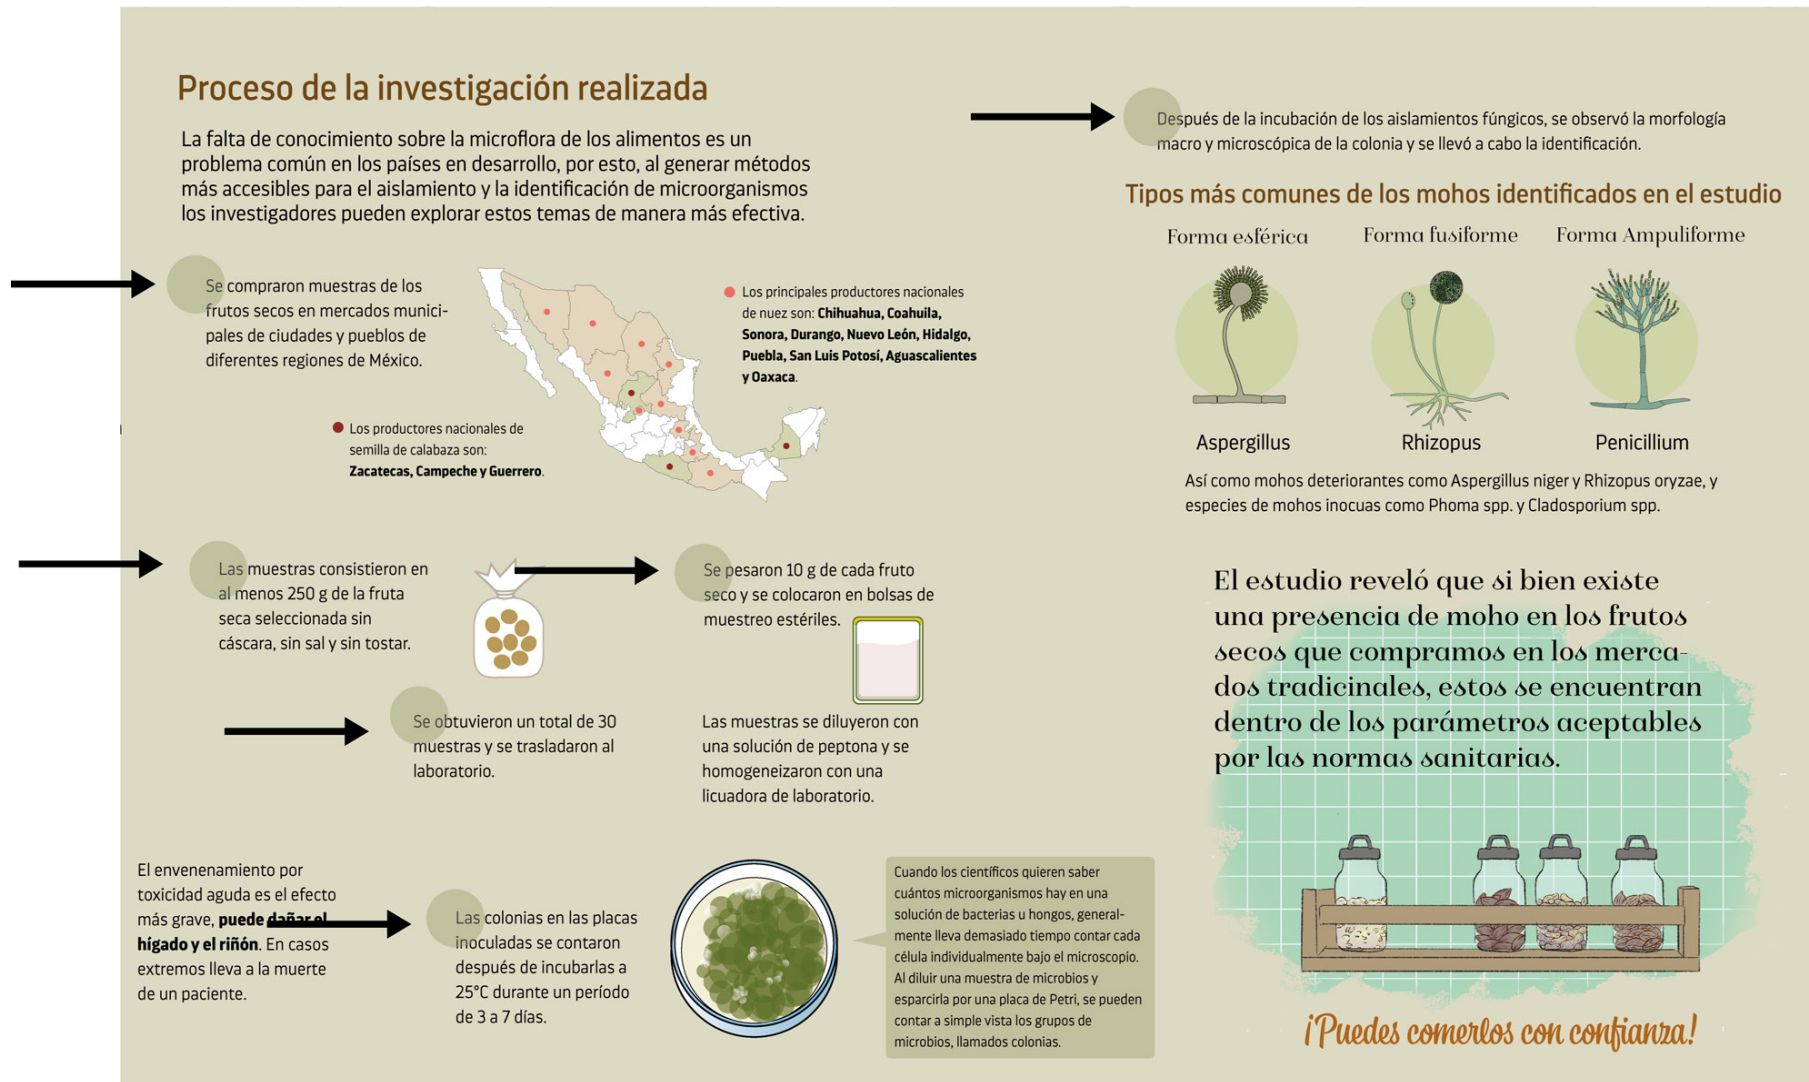 Proceso de la investigación realizada
La falta de conocimiento sobre la microflora de los alimentos es un
problema común en los países en desarrollo, por esto, al generar métodos
más accesibles para el aislamiento y la identificación de microorganismos
los investigadores pueden explorar estos temas de manera más efectiva.
Se compraron muestras de los
frutos secos en mercados munici-
pales de ciudades y pueblos de
diferentes regiones de México.
Los principales productores nacionales
de nuez son: Chihuahua, Coahuila,
Sonora, Durango, Nuevo León, Hidalgo,
Puebla, San Luis Potosí, Aguascalientes
y Oaxaca.
Los productores nacionales de
semilla de calabaza son:
Zacatecas, Campeche y Guerrero.
Las muestras consistieron en
al menos 250 g de la fruta
seca seleccionada sin
cáscara, sin sal y sin tostar.
Se obtuvieron un total de 30
muestras y se trasladaron al
laboratorio.
Se pesaron 10 g de cada fruto
seco y se colocaron en bolsas de
muestreo estériles.
Las muestras se diluyeron con
una solución de peptona y se
homogeneizaron con una
licuadora de laboratorio.
El envenenamiento por
toxicidad aguda es el efecto
más grave, puede dañar el
hígado y el riñón. En casos
extremos lleva a la muerte
de un paciente.
Las colonias en las placas
inoculadas se contaron
después de incubarlas a
25°C durante un período
de 3 a 7 días.
Cuando los científicos quieren saber
cuántos microorganismos hay en una
solución de bacterias u hongos, general-
mente lleva demasiado tiempo contar cada
célula individualmente bajo el microscopio.
Al diluir una muestra de microbios y
esparcirla por una placa de Petri, se pueden
contar a simple vista los grupos de
microbios, llamados colonias.
Después de la incubación de los aislamientos fúngicos, se observó la morfología
macro y microscópica de la colonia y se llevó a cabo la identificación.
Tipos más comunes de los mohos identificados en el estudio
Forma esférica
Forma fusiforme
Forma Ampuliforme
Aspergillus
Rhizopus
Penicillium
Así como mohos deteriorantes como Aspergillus niger y Rhizopus oryzae, y
especies de mohos inocuas como Phoma spp. y Cladosporium spp.
El estudio reveló que si bien existe
una presencia de moho en los frutos
secos que compramos en los merca-
dos tradicinales, estos se encuentran
dentro de los parámetros aceptables
por las normas sanitarias.
¡Puedes comerlos con confianza!